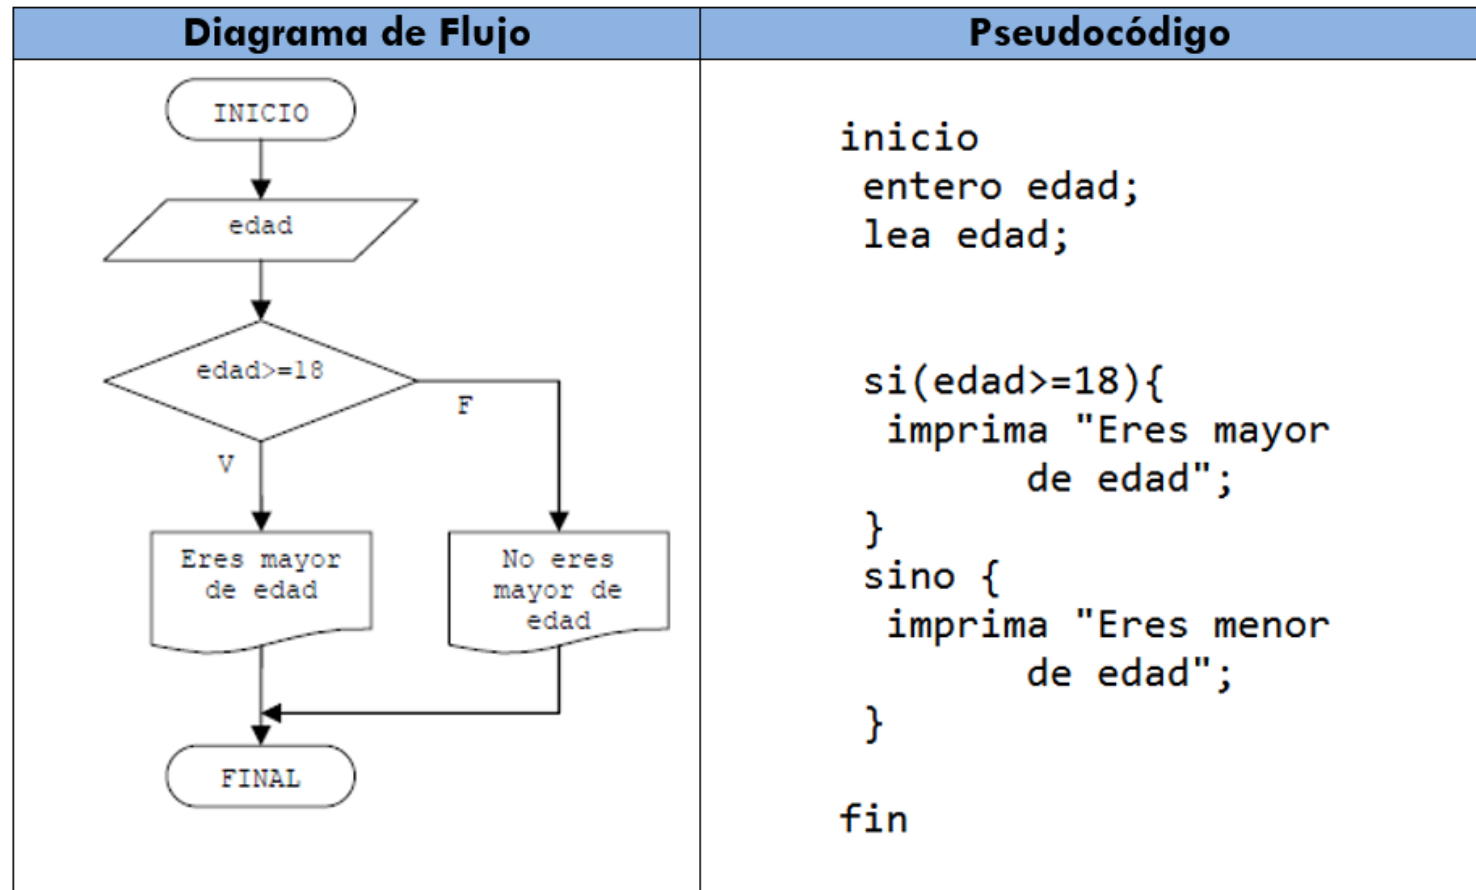 Diagrama de Flujo
INICIO
edad
edad>=18
F
V
Eres mayor
de edad
No eres
mayor de
edad
FINAL
Pseudocódigo
inicio
entero edad;
lea edad;
si(edad>=18){
imprima "Eres mayor
de edad";
}
sino {
imprima "Eres menor
de edad";
}
fin